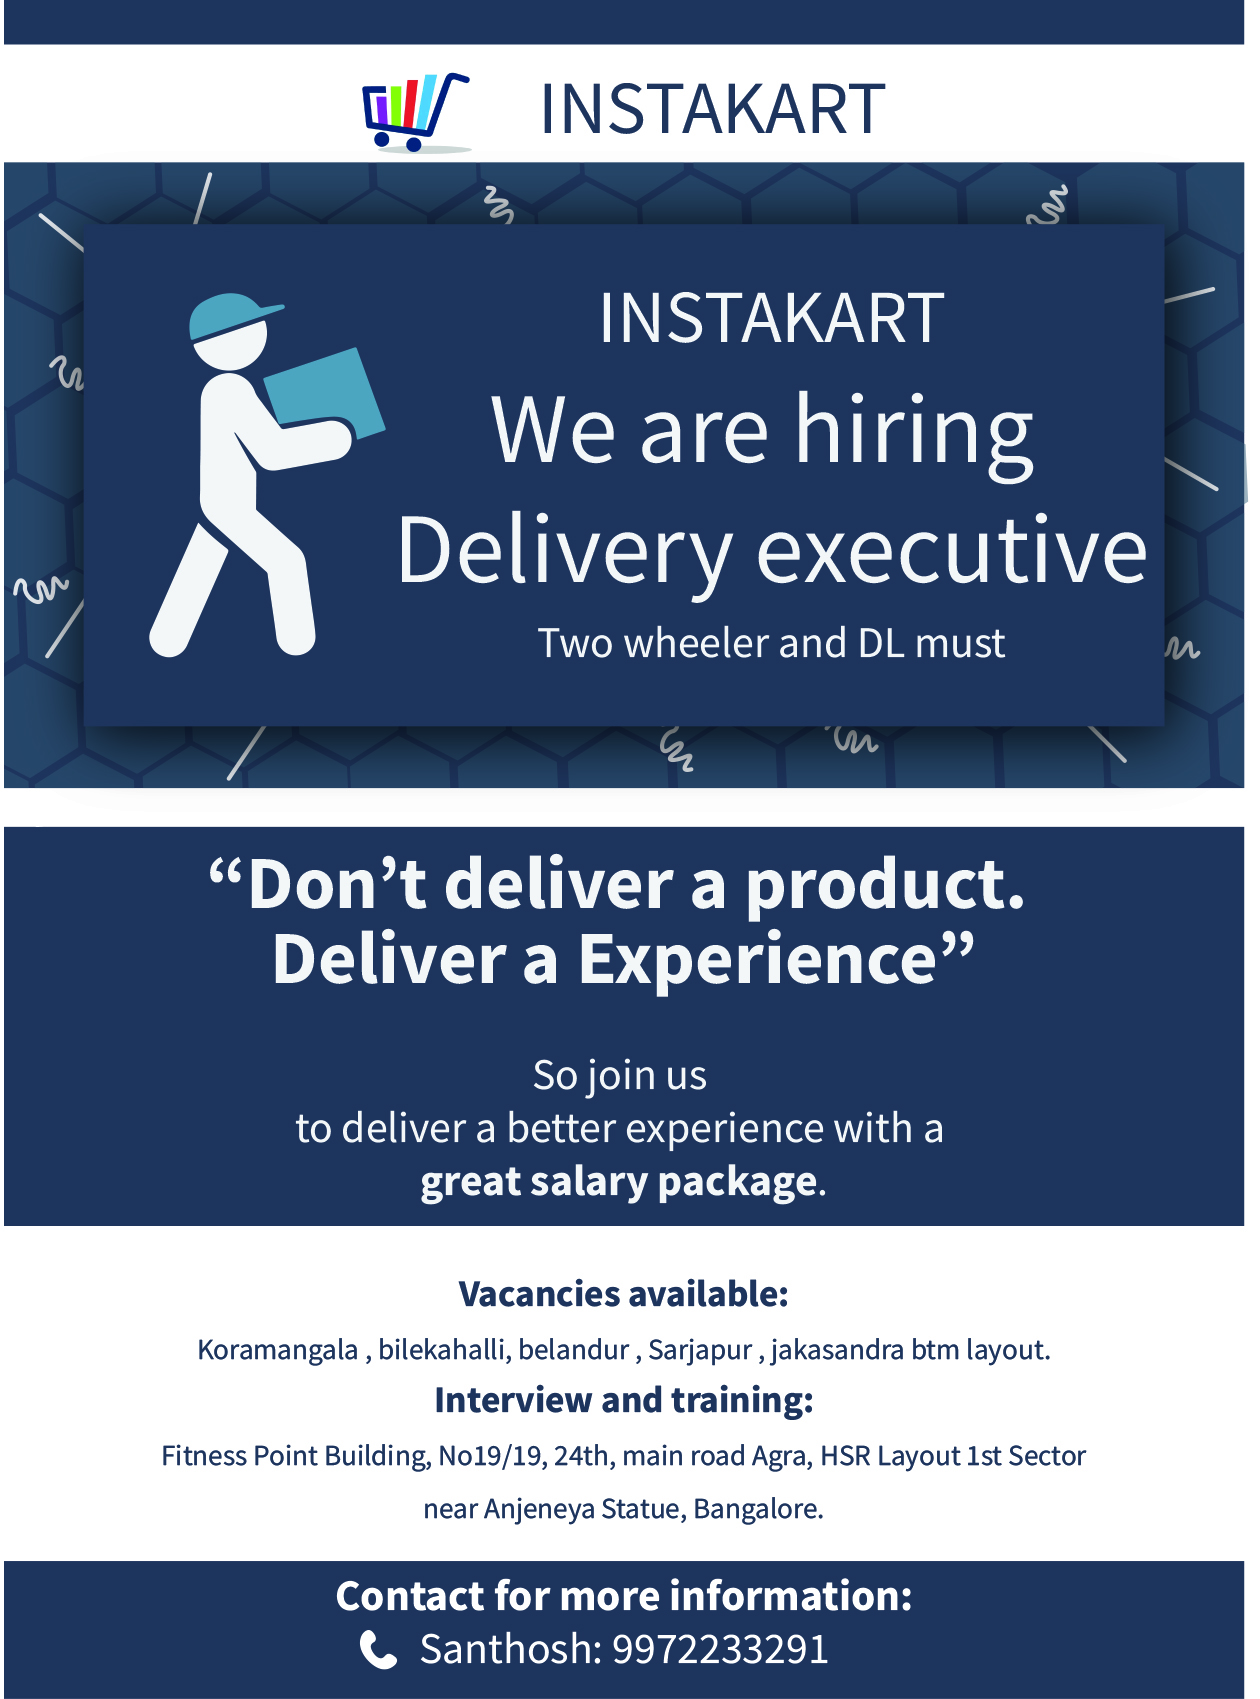 INSTAKART
INSTAKART
We are hiring
Delivery executive
Two wheeler and DL must
“Don’t deliver a product.
Deliver a Experience”
So join us
to deliver a better experience with a
great salary package.
Vacancies available:
Koramangala , bilekahalli, belandur , Sarjapur , jakasandra btm layout.
Interview and training:
Fitness Point Building, No19/19, 24th, main road Agra, HSR Layout 1st Sector
near Anjeneya Statue, Bangalore.
Contact for more information:
Santhosh: 9972233291